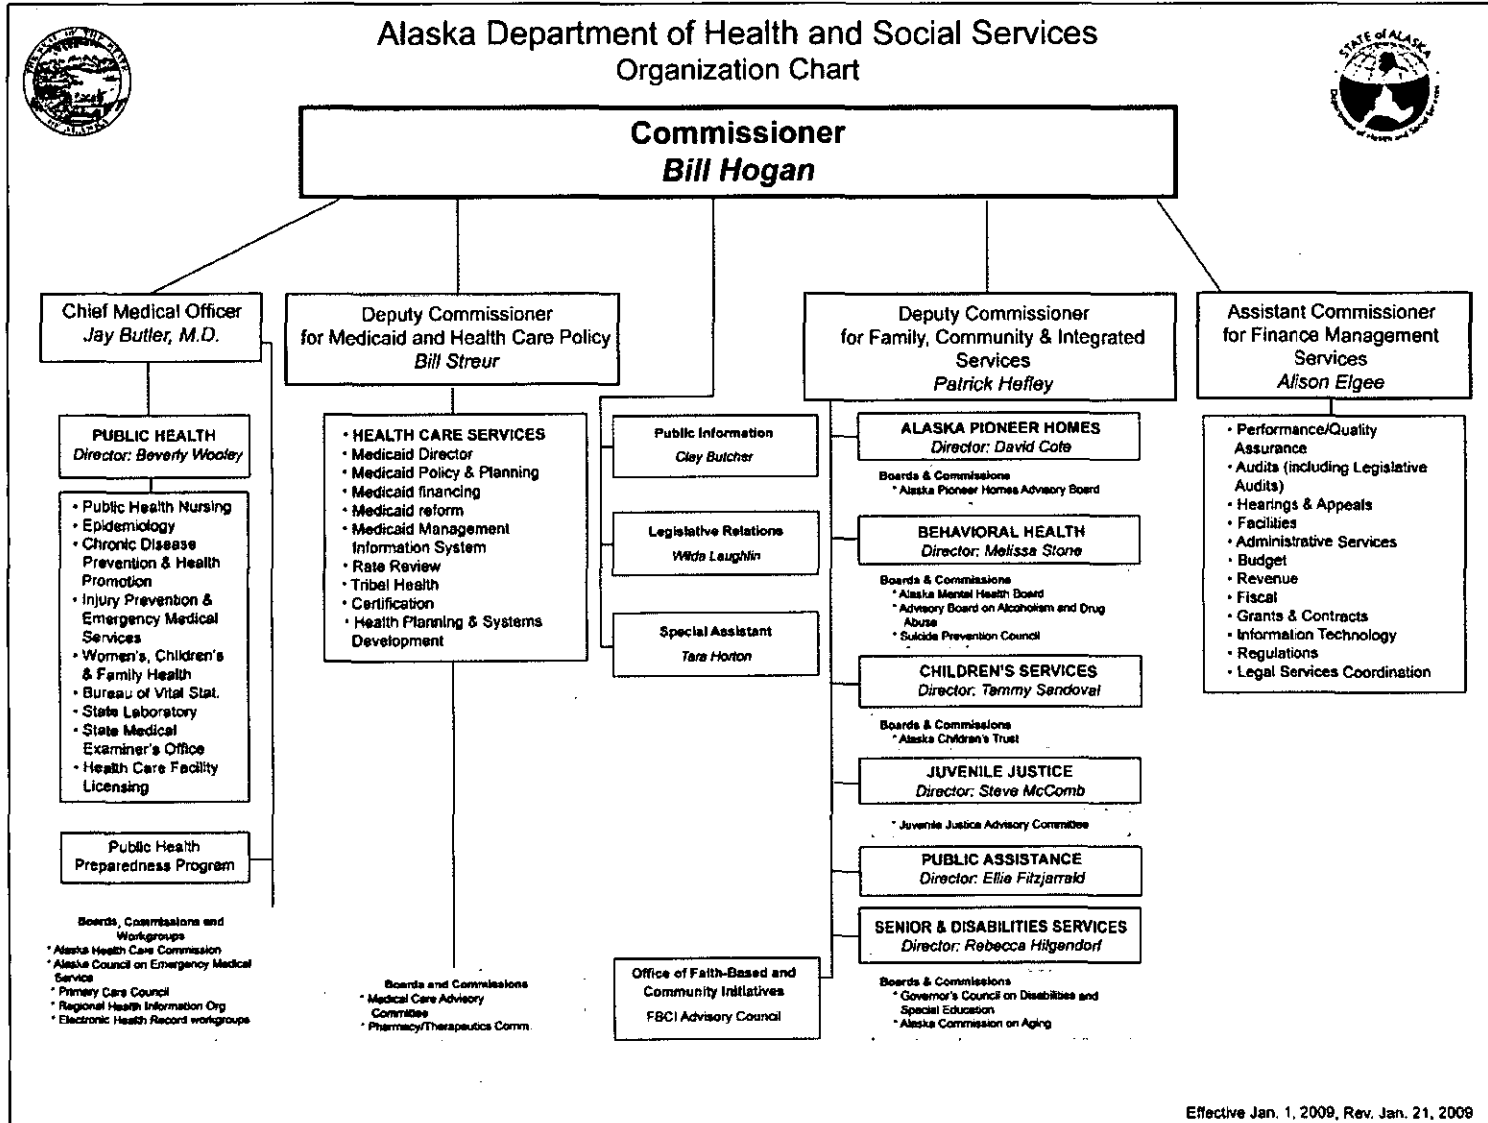 Alaska Department of Health and Social Services
Organization Chart
STATE of ALASKA
Department of Health and Social Services
Commissioner
Bill Hogan
Chief Medical Officer
Jay Butler, M.D.
Deputy Commissioner
for Medicaid and Health Care Policy
Bill Streur
Deputy Commissioner
for Family, Community & Integrated
Services
Patrick Hefley
Assistant Commissioner
for Finance Management
Services
Alison Elgee
PUBLIC HEALTH
Director: Beverly Wooley
• Public Health Nursing
• Epidemiology
• Chronic Disease
Prevention & Health
Promotion
• Injury Prevention &
Emergency Medical
Services
• Women's, Children's
& Family Health
• Bureau of Vital Stat.
• State Laboratory
• State Medical
Examiner's Office
• Health Care Facility
Licensing
Public Health
Preparedness Program
Boards, Commissions and
Workgroups
* Alaska Health Care Commission
* Alaska Council on Emergency Medical
Service
* Primary Care Council
* Regional Health Information Org
* Electronic Health Record workgroups
• HEALTH CARE SERVICES
• Medicaid Director
• Medicaid Policy & Planning
• Medicaid financing
• Medicaid reform
• Medicaid Management
Information System
• Rate Review
• Tribal Health
• Certification
• Health Planning & Systems
Development
Boards and Commissions
* Medical Care Advisory
Committee
* Pharmacy/Therapeutics Comm.
Public Information
Clay Butcher
Legislative Relations
Wilda Laughlin
Special Assistant
Tara Horton
Office of Faith-Based and
Community Initiatives
FBCI Advisory Council
ALASKA PIONEER HOMES
Director: David Cote
Boards & Commissions
* Alaska Pioneer Homes Advisory Board
BEHAVIORAL HEALTH
Director: Melissa Stone
Boards & Commissions
* Alaska Mental Health Board
* Advisory Board on Alcoholism and Drug
Abuse
* Suicide Prevention Council
CHILDREN'S SERVICES
Director: Tammy Sandoval
Boards & Commissions
* Alaska Children's Trust
JUVENILE JUSTICE
Director: Steve McComb
* Juvenile Justice Advisory Committee
PUBLIC ASSISTANCE
Director: Ellie Fitzjarrald
SENIOR & DISABILITIES SERVICES
Director: Rebecca Hilgendorf
Boards & Commissions
* Governor's Council on Disabilities and
Special Education
* Alaska Commission on Aging
• Performance/Quality
Assurance
• Audits (including Legislative
Audits)
• Hearings & Appeals
• Facilities
• Administrative Services
• Budget
• Revenue
• Fiscal
• Grants & Contracts
• Information Technology
• Regulations
• Legal Services Coordination
Effective Jan. 1, 2009, Rev. Jan. 21, 2009